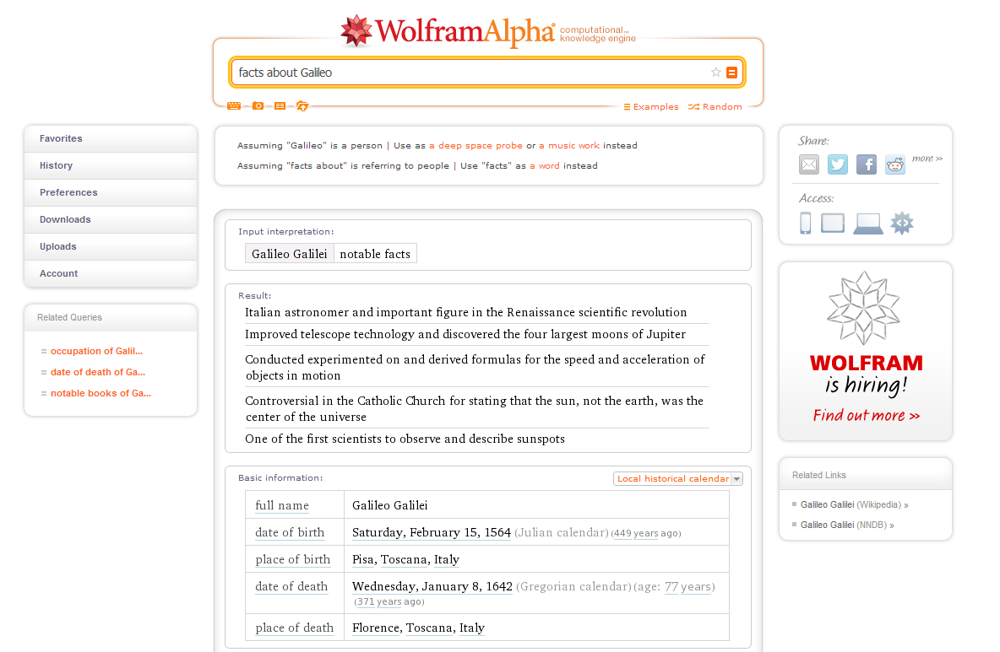 WolframAlpha® computational...
knowledge engine
facts about Galileo
Examples Random
Favorites
History
Preferences
Downloads
Uploads
Account
Related Queries
occupation of Galil...
date of death of Ga...
notable books of Ga...
Assuming "Galileo" is a person | Use as a deep space probe or a music work instead
Assuming "facts about" is referring to people | Use "facts" as a word instead
Input interpretation:
Galileo Galilei notable facts
Result:
Italian astronomer and important figure in the Renaissance scientific revolution
Improved telescope technology and discovered the four largest moons of Jupiter
Conducted experimented on and derived formulas for the speed and acceleration of
objects in motion
Controversial in the Catholic Church for stating that the sun, not the earth, was the
center of the universe
One of the first scientists to observe and describe sunspots
Basic information:
Local historical calendar
full name Galileo Galilei
date of birth Saturday, February 15, 1564 (Julian calendar) (449 years ago)
place of birth Pisa, Toscana, Italy
date of death Wednesday, January 8, 1642 (Gregorian calendar) (age: 77 years)
(371 years ago)
place of death Florence, Toscana, Italy
Share:
more »
Access:
WOLFRAM
is hiring!
Find out more »
Related Links
Galileo Galilei (Wikipedia) »
Galileo Galilei (NNDB) »